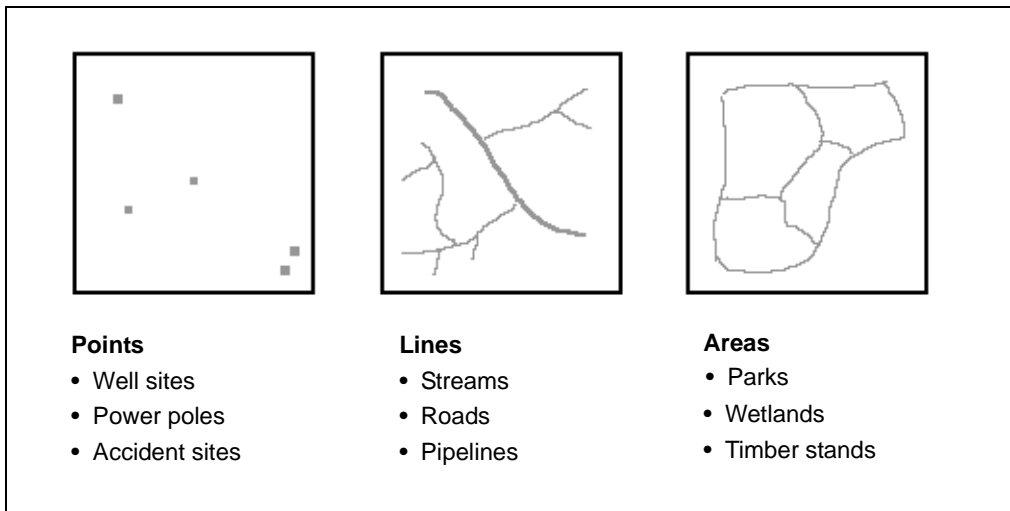 Points
• Well sites
• Power poles
• Accident sites
Lines
• Streams
• Roads
• Pipelines
Areas
• Parks
• Wetlands
• Timber stands